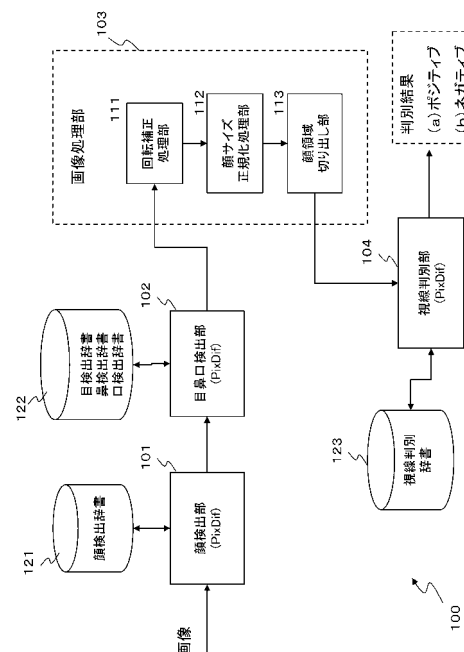 画像
101
顔検出部
(PixDif)
121
顔検出辞書
102
目鼻口検出部
(PixDif)
122
目検出辞書
鼻検出辞書
口検出辞書
103
画像処理部
111
回転補正
処理部
112
顔サイズ
正規化処理部
113
顔領域
切り出し部
104
視線判別部
(PixDif)
123
視線判別
辞書
判別結果
(a)ポジティブ
(b)ネガティブ
100